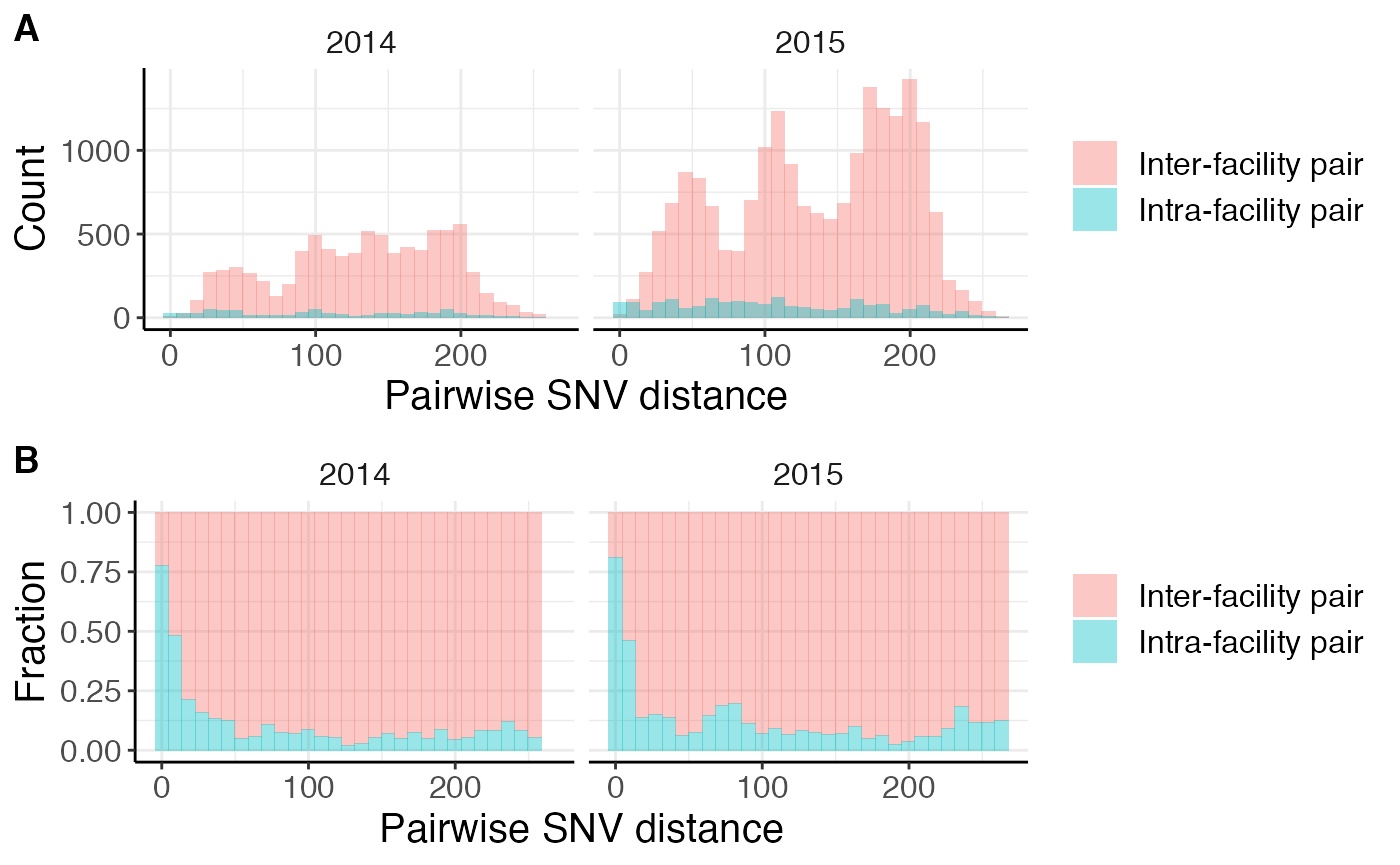 A
2014 2015
Count
1000
500
0
0 100 200 0 100 200
Pairwise SNV distance
Inter-facility pair
Intra-facility pair
B
2014 2015
Fraction
1.00
0.75
0.50
0.25
0.00
0 100 200 0 100 200
Pairwise SNV distance
Inter-facility pair
Intra-facility pair